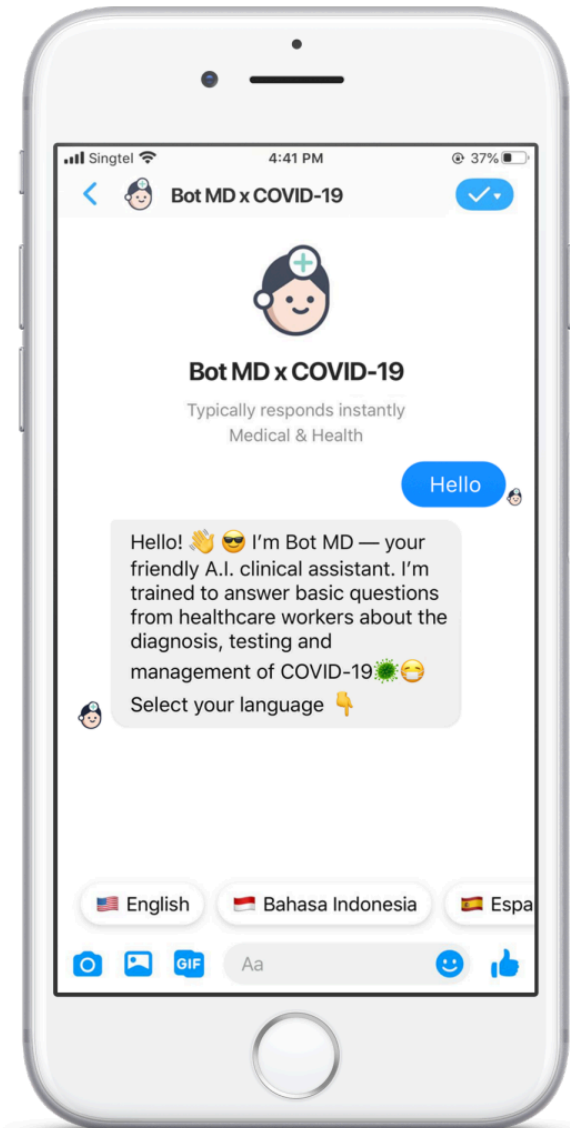 Singtel 4:41 PM 37%
Bot MD x COVID-19
Bot MD x COVID-19
Typically responds instantly
Medical & Health
Hello
Hello! 👋 😎 I'm Bot MD — your
friendly A.I. clinical assistant. I'm
trained to answer basic questions
from healthcare workers about the
diagnosis, testing and
management of COVID-19🦠😷
Select your language 👇
English Bahasa Indonesia Espa
GIF Aa